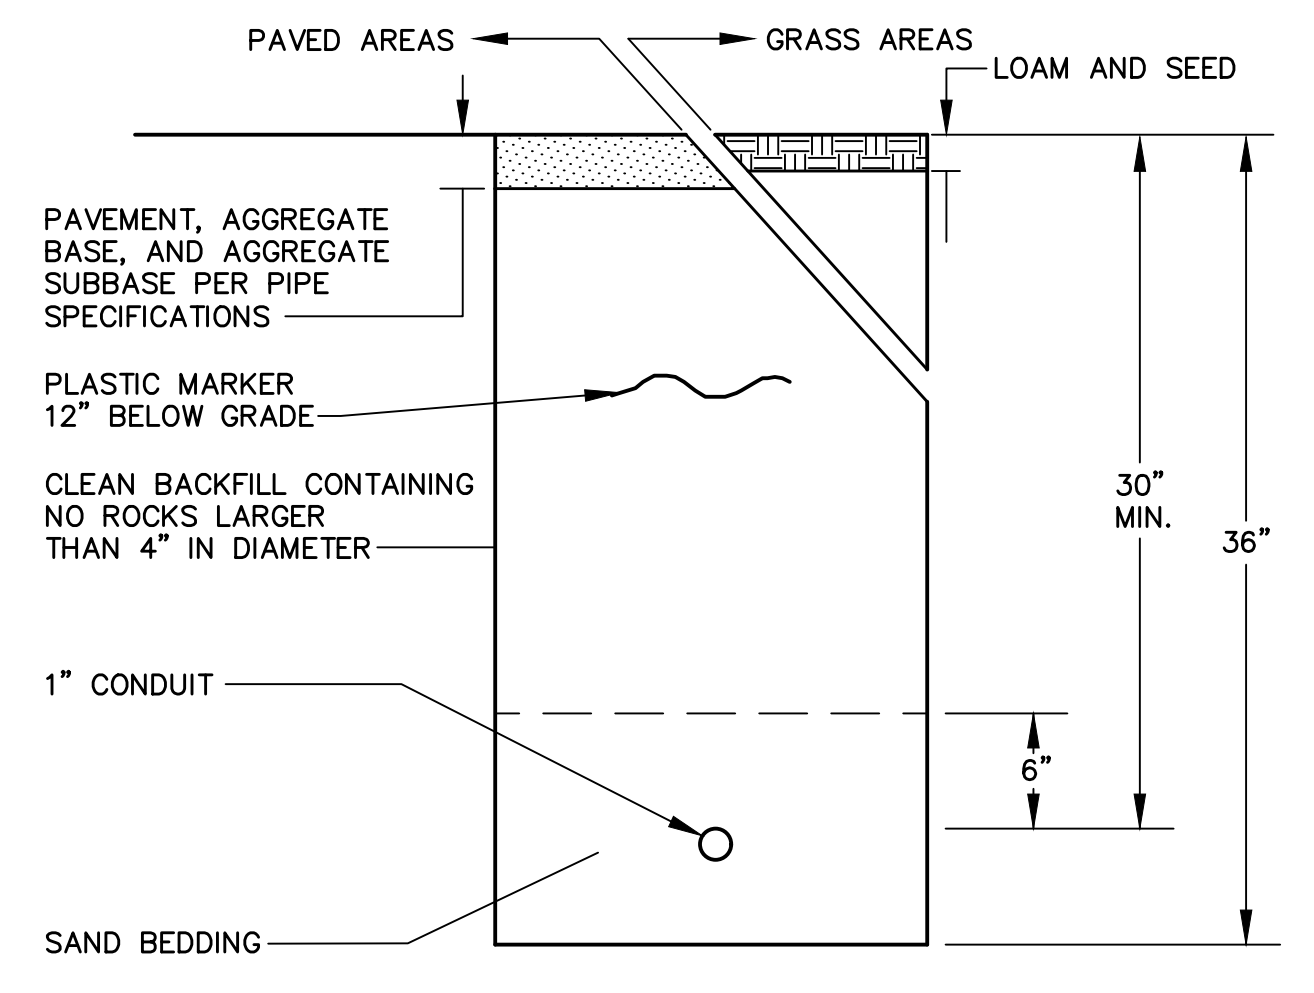 PAVED AREAS
GRASS AREAS
LOAM AND SEED
PAVEMENT, AGGREGATE
BASE, AND AGGREGATE
SUBBASE PER PIPE
SPECIFICATIONS
PLASTIC MARKER
12" BELOW GRADE
CLEAN BACKFILL CONTAINING
NO ROCKS LARGER
THAN 4" IN DIAMETER
30"
MIN.
36"
1" CONDUIT
6"
SAND BEDDING